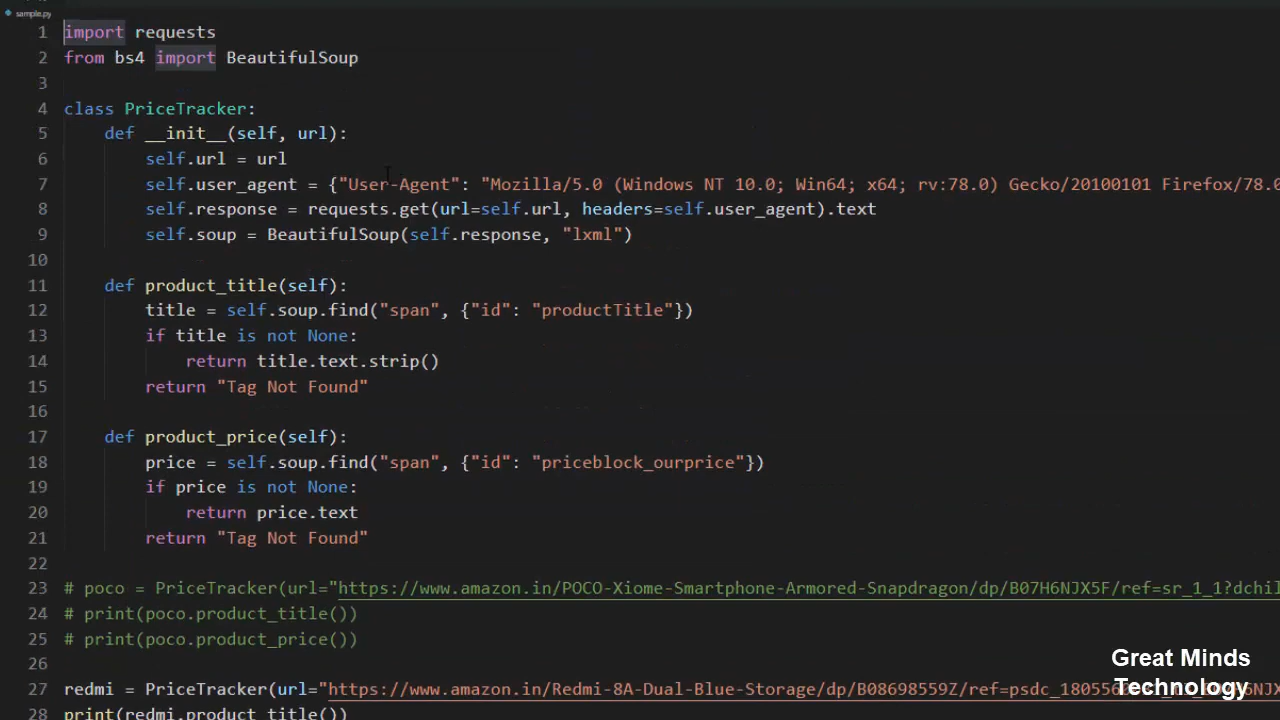 sample.py
1 import requests
2 from bs4 import BeautifulSoup
3
4 class PriceTracker:
5     def __init__(self, url):
6         self.url = url
7         self.user_agent = {"User-Agent": "Mozilla/5.0 (Windows NT 10.0; Win64; x64; rv:78.0) Gecko/20100101 Firefox/78.0
8         self.response = requests.get(url=self.url, headers=self.user_agent).text
9         self.soup = BeautifulSoup(self.response, "lxml")
10
11     def product_title(self):
12         title = self.soup.find("span", {"id": "productTitle"})
13         if title is not None:
14             return title.text.strip()
15         return "Tag Not Found"
16
17     def product_price(self):
18         price = self.soup.find("span", {"id": "priceblock_ourprice"})
19         if price is not None:
20             return price.text
21         return "Tag Not Found"
22
23 # poco = PriceTracker(url="https://www.amazon.in/POCO-Xiome-Smartphone-Armored-Snapdragon/dp/B07H6NJX5F/ref=sr_1_1?dchil
24 # print(poco.product_title())
25 # print(poco.product_price())
26
27 redmi = PriceTracker(url="https://www.amazon.in/Redmi-8A-Dual-Blue-Storage/dp/B08698559Z/ref=psdc_180556
28 print(redmi.product_title())
Great Minds
Technology